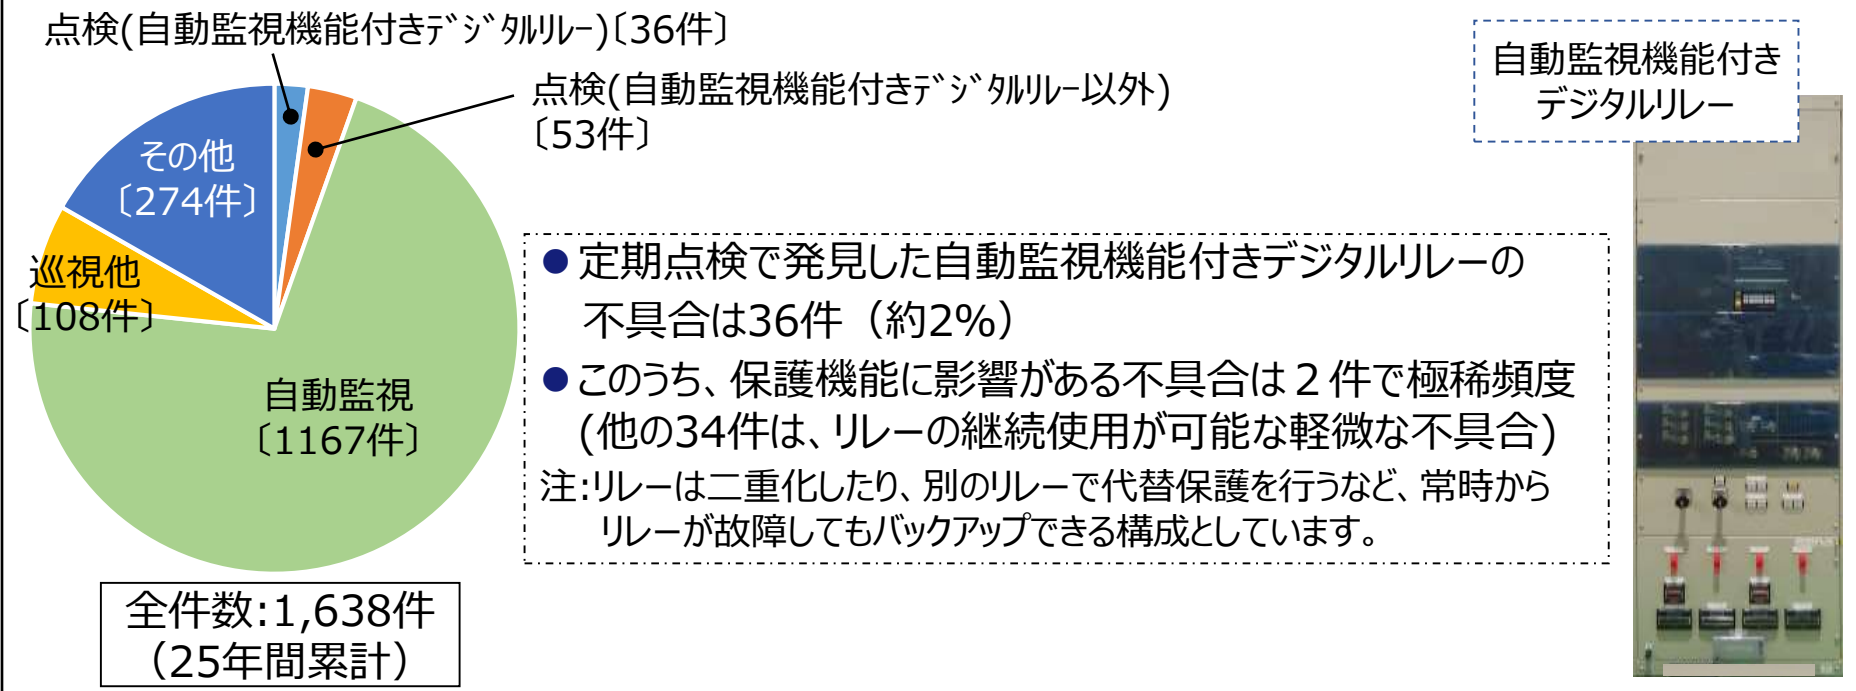 点検(自動監視機能付きﾃﾞｼﾞﾀﾙﾘﾚｰ)〔36件〕
点検(自動監視機能付きﾃﾞｼﾞﾀﾙﾘﾚｰ以外)
〔53件〕
その他
〔274件〕
巡視他
〔108件〕
自動監視
〔1167件〕
全件数:1,638件
（25年間累計）
自動監視機能付き
デジタルリレー
●定期点検で発見した自動監視機能付きデジタルリレーの
不具合は36件（約2%）
●このうち、保護機能に影響がある不具合は２件で極稀頻度
(他の34件は、リレーの継続使用が可能な軽微な不具合)
注:リレーは二重化したり、別のリレーで代替保護を行うなど、常時から
リレーが故障してもバックアップできる構成としています。